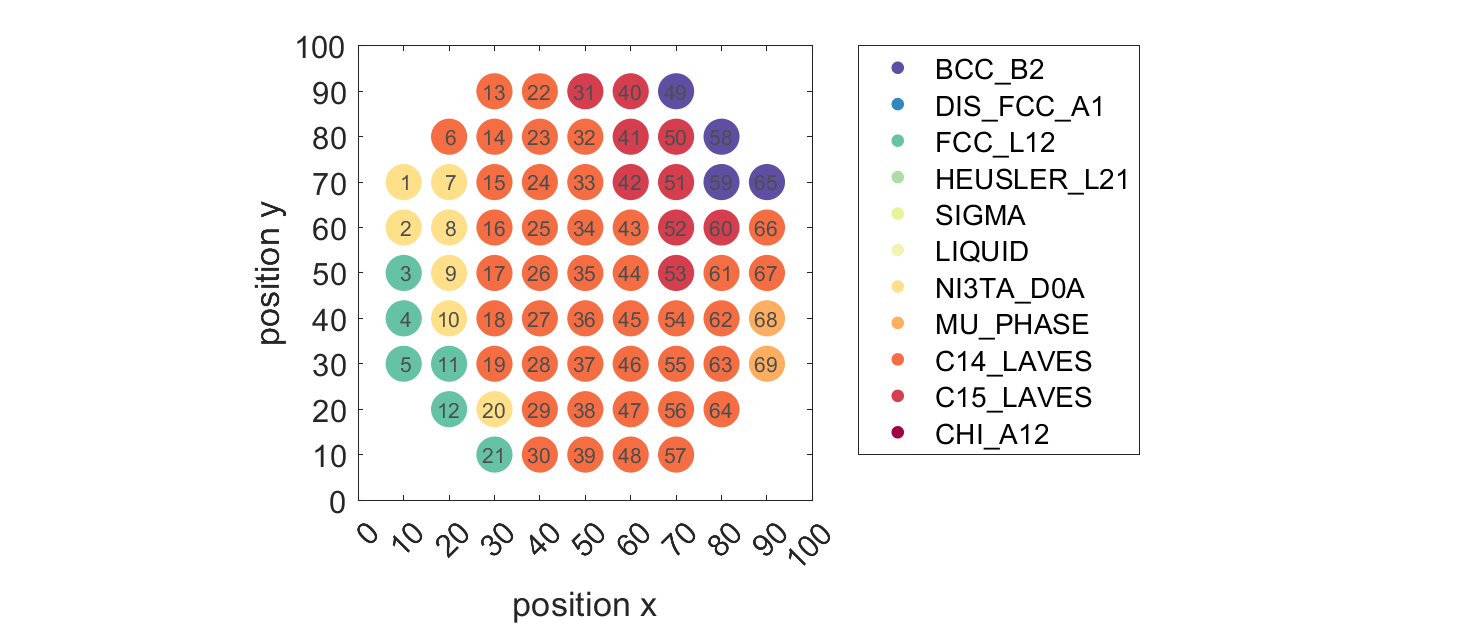 100
90
80
70
60
50
40
30
20
10
0
position y
13 22 31 40 49
6 14 23 32 41 50 58
1 7 15 24 33 42 51 59 65
2 8 16 25 34 43 52 60 66
3 9 17 26 35 44 53 61 67
4 10 18 27 36 45 54 62 68
5 11 19 28 37 46 55 63 69
12 20 29 38 47 56 64
21 30 39 48 57
0 10 20 30 40 50 60 70 80 90 100
position x
BCC_B2
DIS_FCC_A1
FCC_L12
HEUSLER_L21
SIGMA
LIQUID
NI3TA_D0A
MU_PHASE
C14_LAVES
C15_LAVES
CHI_A12